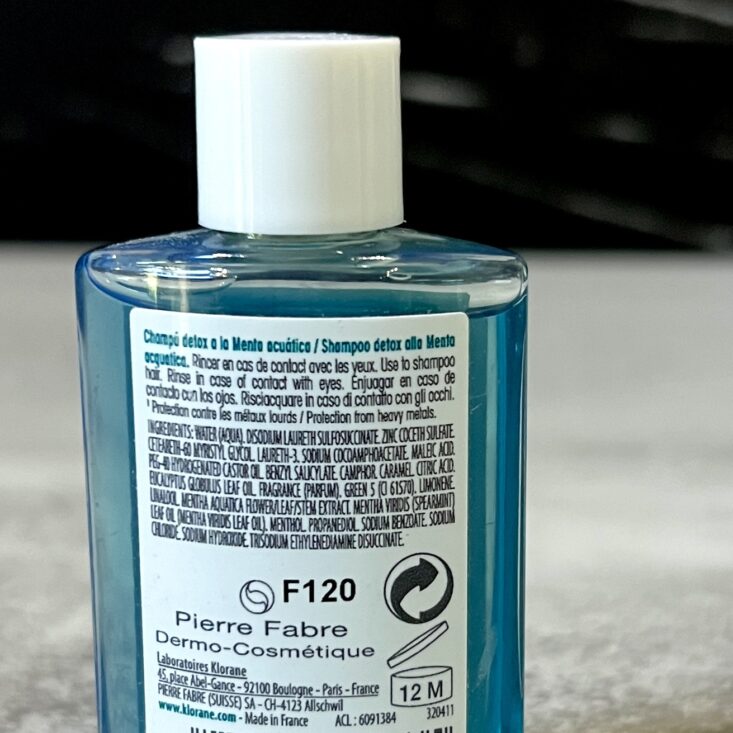 Champú detox a la Menta acuática / Shampoo detox alla Menta
acquatica. Rincer en cas de contact avec les yeux. Use to shampoo
hair. Rinse in case of contact with eyes. Enjuagar en caso de
contacto con los ojos. Risciacquare in caso di contatto con gli occhi.
¹ Protection contre les métaux lourds / Protection from heavy metals.
INGREDIENTS: WATER (AQUA). DISODIUM LAURETH SULFOSUCCINATE. ZINC COCETH SULFATE.
CETEARETH-60 MYRISTYL GLYCOL. LAURETH-3. SODIUM COCOAMPHOACETATE. MALEIC ACID.
PEG-40 HYDROGENATED CASTOR OIL. BENZYL SALICYLATE. CAMPHOR. CARAMEL. CITRIC ACID.
EUCALYPTUS GLOBULUS LEAF OIL. FRAGRANCE (PARFUM). GREEN 5 (CI 61570). LIMONENE.
LINALOOL. MENTHA AQUATICA FLOWER/LEAF/STEM EXTRACT. MENTHA VIRIDIS (SPEARMINT)
LEAF OIL (MENTHA VIRIDIS LEAF OIL). MENTHOL. PROPANEDIOL. SODIUM BENZOATE. SODIUM
CHLORIDE. SODIUM HYDROXIDE. TRISODIUM ETHYLENEDIAMINE DISUCCINATE.
F120
Pierre Fabre
Dermo-Cosmétique
Laboratoires Klorane
45, place Abel-Gance - 92100 Boulogne - Paris - France
PIERRE FABRE (SUISSE) SA - CH-4123 Allschwil
www.klorane.com - Made in France ACL : 6091384
12 M
320411